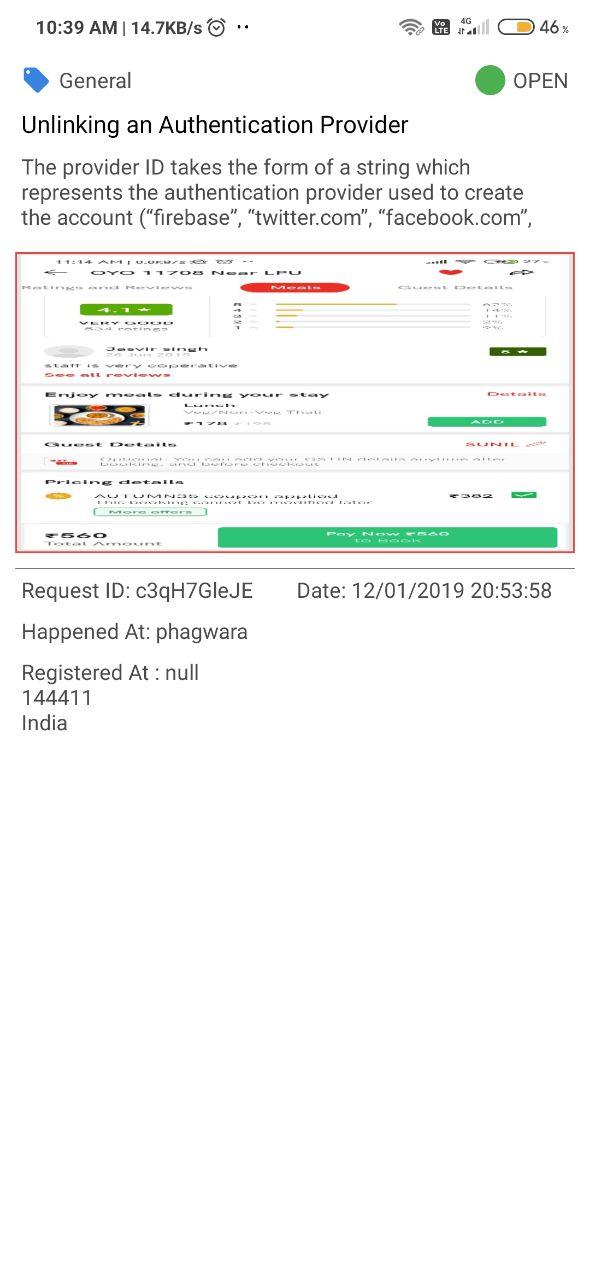 10:39 AM | 14.7KB/s
4G
Vo LTE
46%
General
OPEN
Unlinking an Authentication Provider
The provider ID takes the form of a string which
represents the authentication provider used to create
the account (“firebase”, “twitter.com”, “facebook.com”,
11:14 AM | 0.0KB/s
27%
OYO 11708 Near LPU
Ratings and Reviews Meals Guest Details
4.1 ★
VERY GOOD
534 ratings
5
4 14%
3 11%
2 2%
1
Jasvir singh
26 Jun 2019
5 ★
staff is very coperative
See all reviews
Enjoy meals during your stay Details
Lunch
Veg/Non-Veg Thali
₹178 ₹198
ADD
Guest Details SUNIL
Optional: You can add your GSTIN details anytime after
booking, and before checkout
Pricing details
AUTUMN35 coupon applied ₹382
This booking cannot be modified later
More offers
₹560
Total Amount
Pay Now ₹560
to Book
Request ID: c3qH7GleJE Date: 12/01/2019 20:53:58
Happened At: phagwara
Registered At : null
144411
India